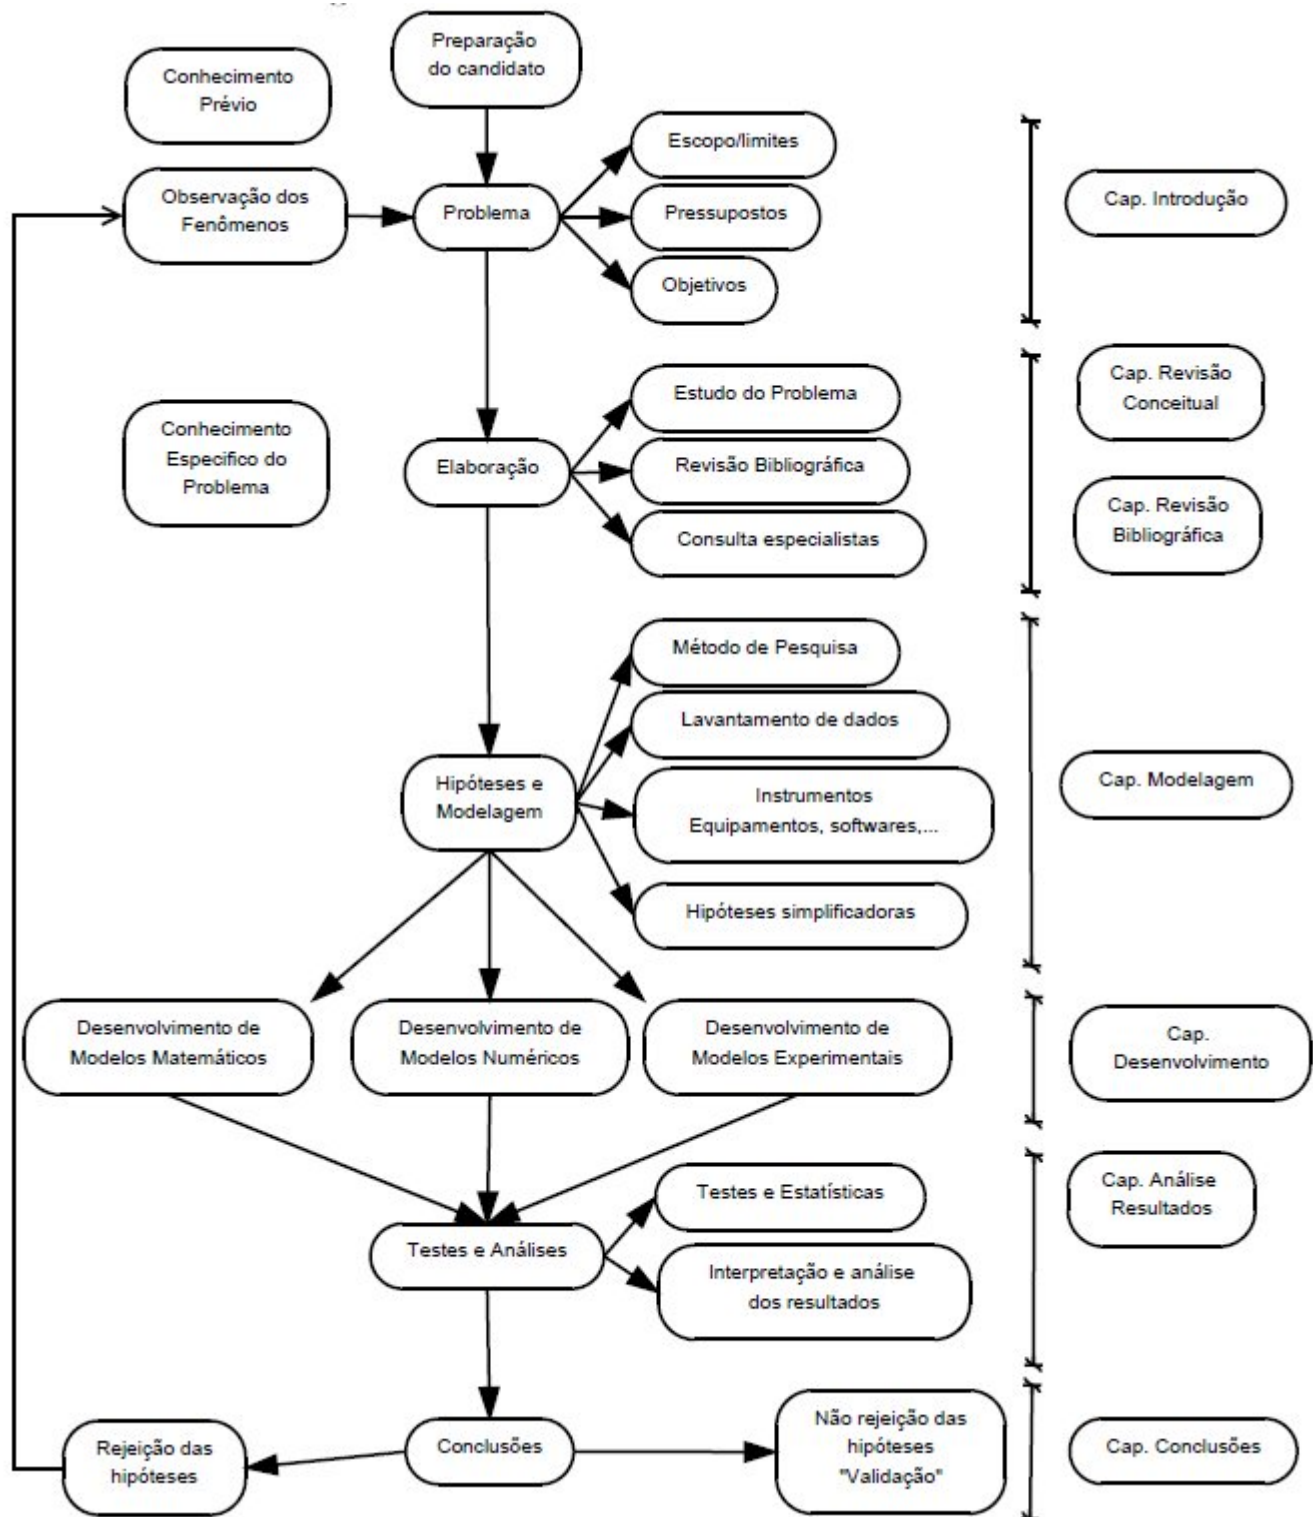 Preparação
do candidato
Conhecimento
Prévio
Escopo/limites
Observação dos
Fenômenos
Problema
Pressupostos
Cap. Introdução
Objetivos
Estudo do Problema
Cap. Revisão
Conceitual
Conhecimento
Especifico do
Problema
Elaboração
Revisão Bibliográfica
Consulta especialistas
Cap. Revisão
Bibliográfica
Método de Pesquisa
Lavantamento de dados
Hipóteses e
Modelagem
Instrumentos
Equipamentos, softwares,...
Cap. Modelagem
Hipóteses simplificadoras
Desenvolvimento de
Modelos Matemáticos
Desenvolvimento de
Modelos Numéricos
Desenvolvimento de
Modelos Experimentais
Cap.
Desenvolvimento
Testes e Estatísticas
Cap. Análise
Resultados
Testes e Análises
Interpretação e análise
dos resultados
Rejeição das
hipóteses
Conclusões
Não rejeição das
hipóteses
"Validação"
Cap. Conclusões